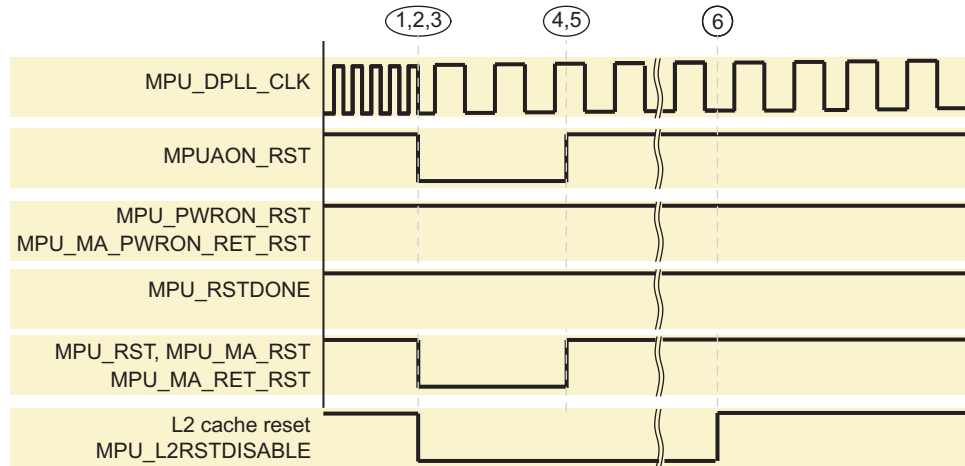 1,2,3
4,5
6
MPU_DPLL_CLK
MPUAON_RST
MPU_PWRON_RST
MPU_MA_PWRON_RET_RST
MPU_RSTDONE
MPU_RST, MPU_MA_RST
MPU_MA_RET_RST
L2 cache reset
MPU_L2RSTDISABLE